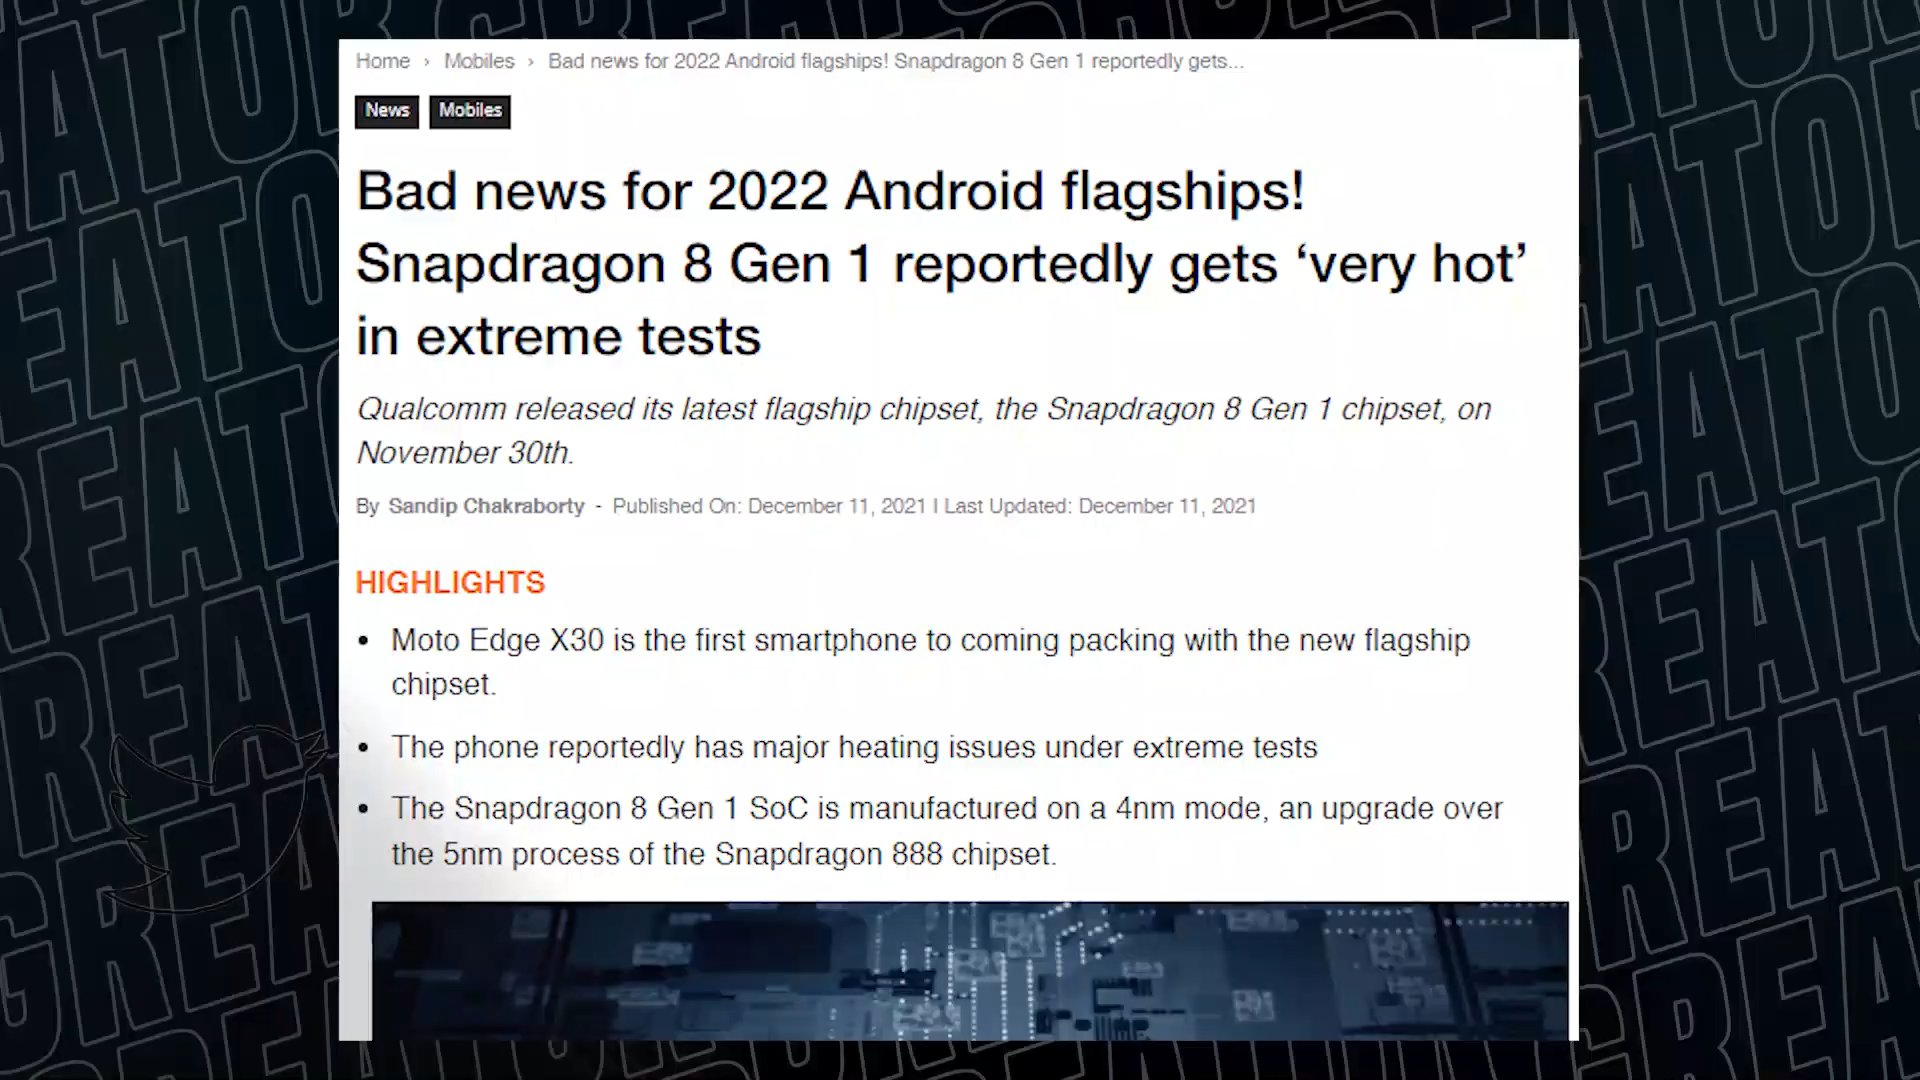 Home › Mobiles › Bad news for 2022 Android flagships! Snapdragon 8 Gen 1 reportedly gets...
News Mobiles
Bad news for 2022 Android flagships!
Snapdragon 8 Gen 1 reportedly gets ‘very hot’
in extreme tests
Qualcomm released its latest flagship chipset, the Snapdragon 8 Gen 1 chipset, on
November 30th.
By Sandip Chakraborty - Published On: December 11, 2021 | Last Updated: December 11, 2021
HIGHLIGHTS
• Moto Edge X30 is the first smartphone to coming packing with the new flagship
chipset.
• The phone reportedly has major heating issues under extreme tests
• The Snapdragon 8 Gen 1 SoC is manufactured on a 4nm mode, an upgrade over
the 5nm process of the Snapdragon 888 chipset.